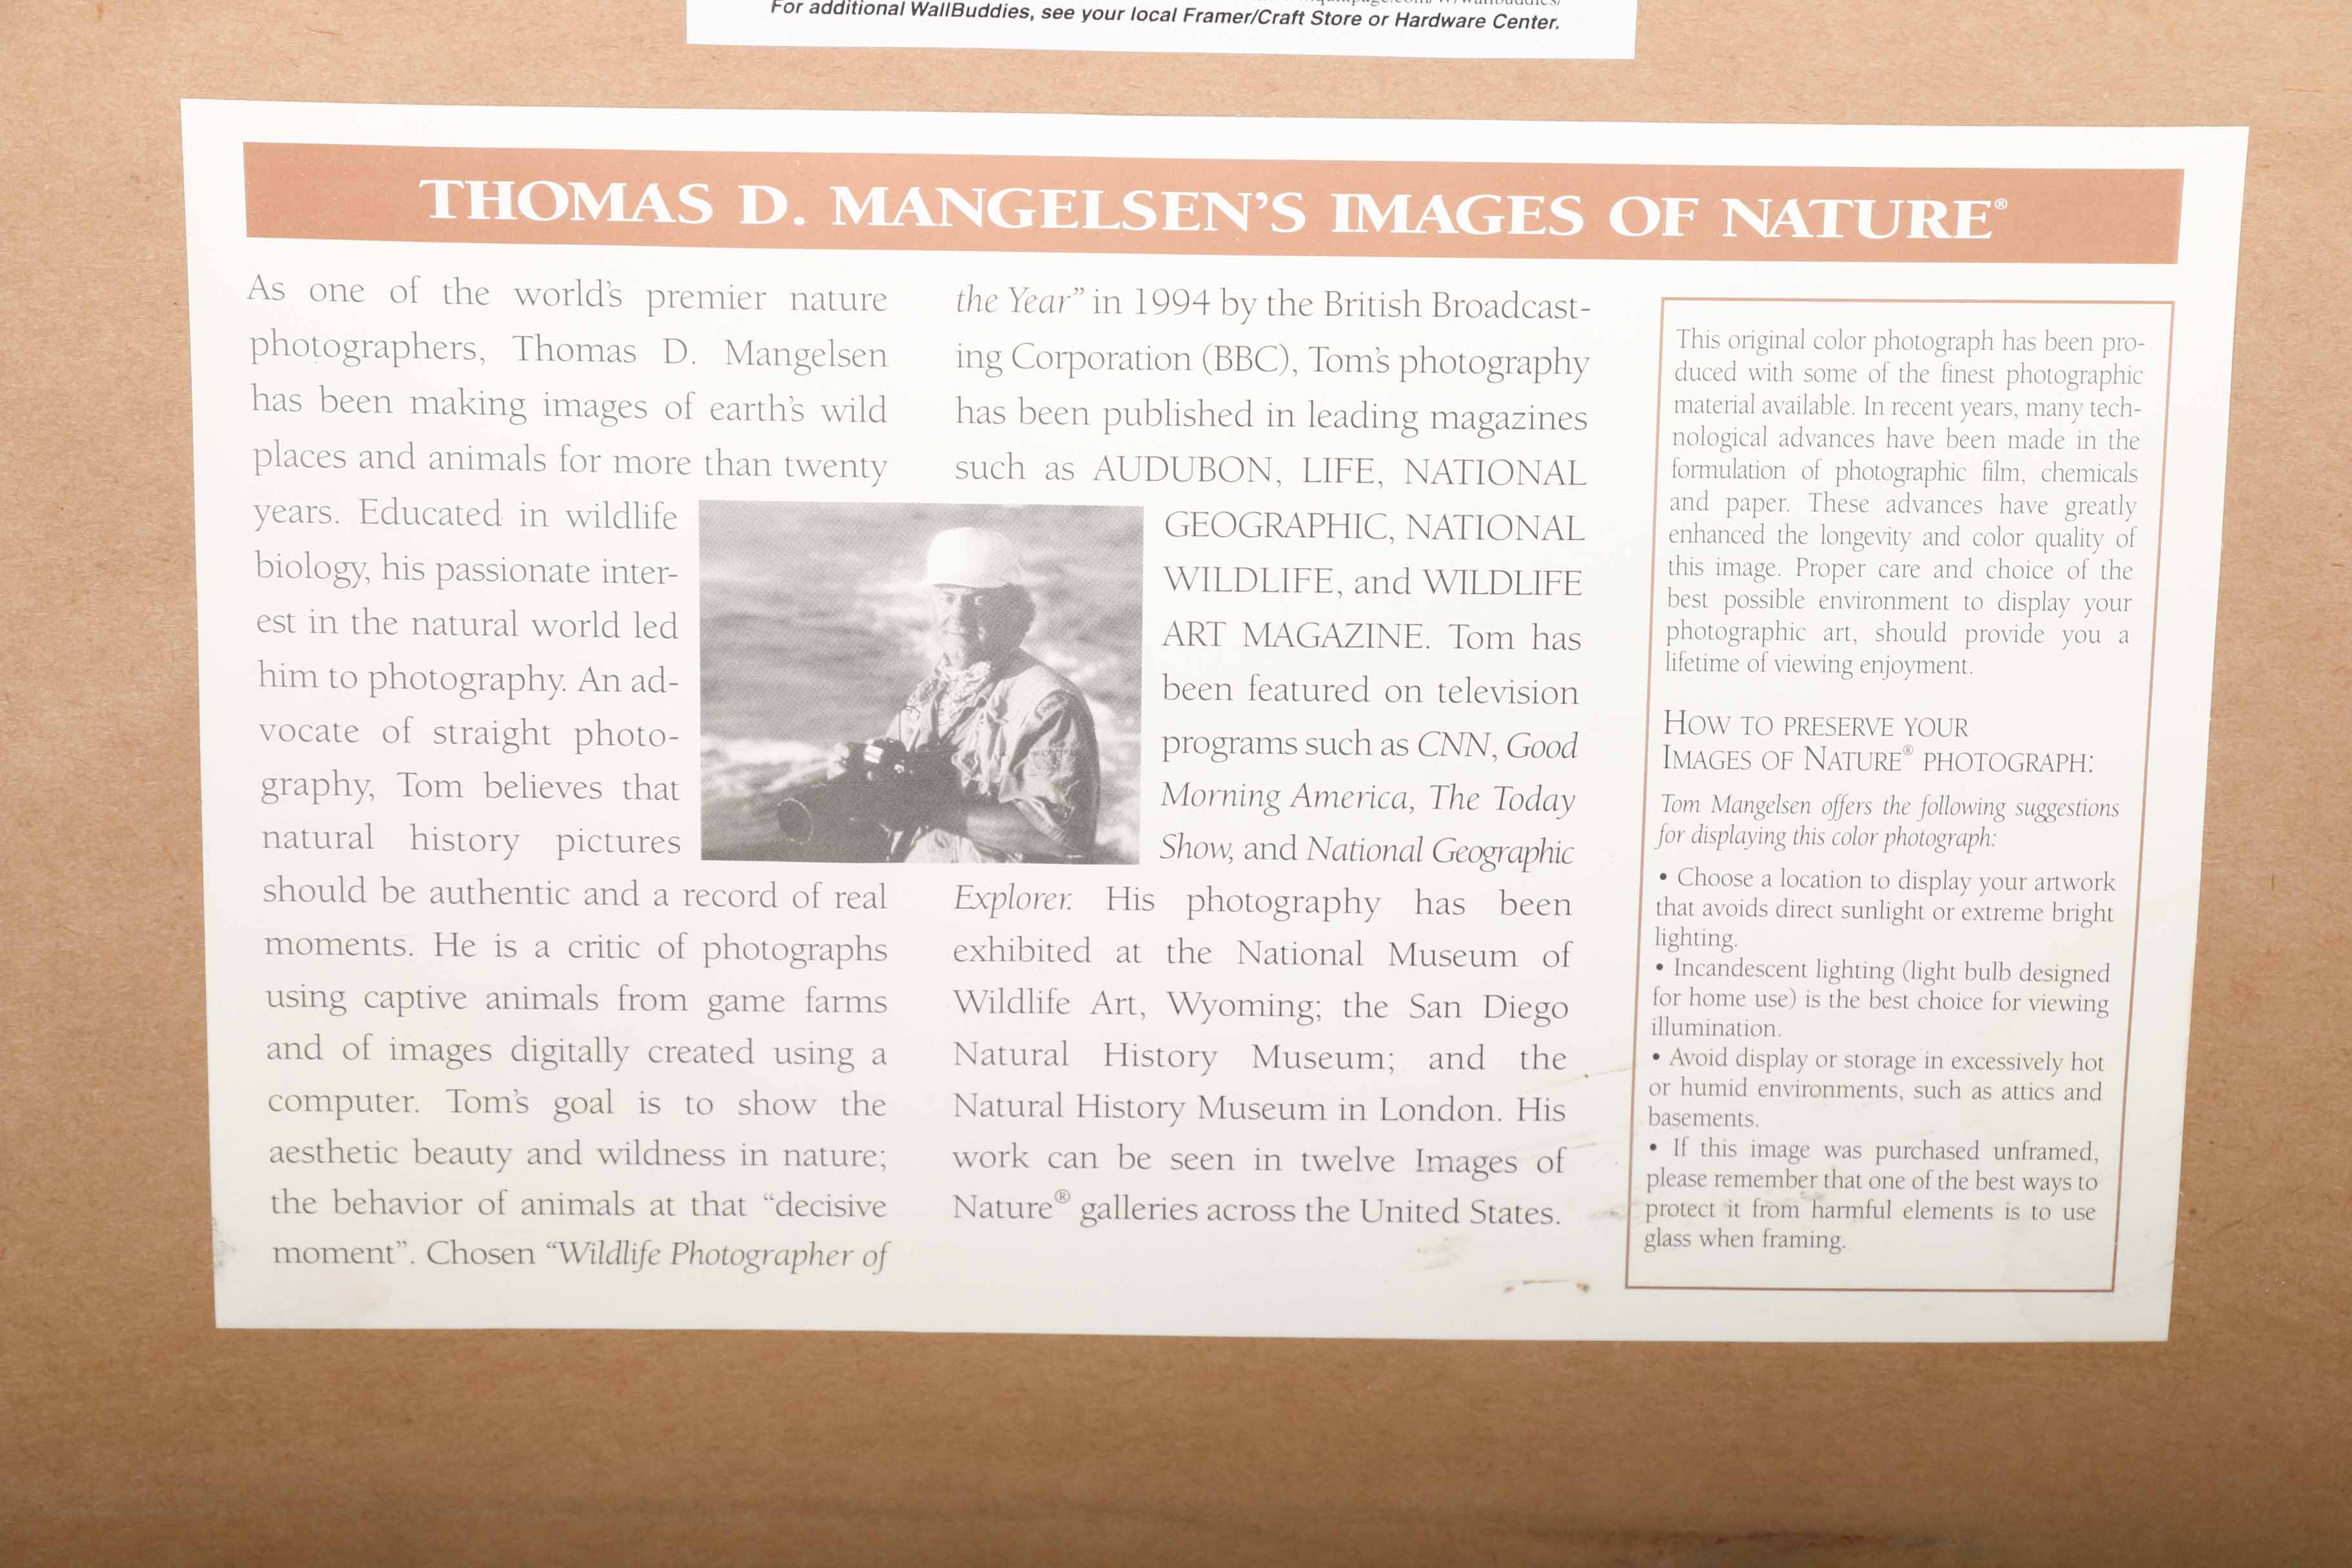 For additional WallBuddies, see your local Framer/Craft Store or Hardware Center.
THOMAS D. MANGELSEN'S IMAGES OF NATURE®
As one of the world's premier nature
photographers, Thomas D. Mangelsen
has been making images of earth's wild
places and animals for more than twenty
years. Educated in wildlife
biology, his passionate inter-
est in the natural world led
him to photography. An ad-
vocate of straight photo-
graphy, Tom believes that
natural history pictures
should be authentic and a record of real
moments. He is a critic of photographs
using captive animals from game farms
and of images digitally created using a
computer. Tom's goal is to show the
aesthetic beauty and wildness in nature;
the behavior of animals at that “decisive
moment”. Chosen “Wildlife Photographer of
the Year” in 1994 by the British Broadcast-
ing Corporation (BBC), Tom's photography
has been published in leading magazines
such as AUDUBON, LIFE, NATIONAL
GEOGRAPHIC, NATIONAL
WILDLIFE, and WILDLIFE
ART MAGAZINE. Tom has
been featured on television
programs such as CNN, Good
Morning America, The Today
Show, and National Geographic
Explorer. His photography has been
exhibited at the National Museum of
Wildlife Art, Wyoming; the San Diego
Natural History Museum; and the
Natural History Museum in London. His
work can be seen in twelve Images of
Nature® galleries across the United States.
This original color photograph has been pro-
duced with some of the finest photographic
material available. In recent years, many tech-
nological advances have been made in the
formulation of photographic film, chemicals
and paper. These advances have greatly
enhanced the longevity and color quality of
this image. Proper care and choice of the
best possible environment to display your
photographic art, should provide you a
lifetime of viewing enjoyment.
HOW TO PRESERVE YOUR
IMAGES OF NATURE® PHOTOGRAPH:
Tom Mangelsen offers the following suggestions
for displaying this color photograph:
• Choose a location to display your artwork
that avoids direct sunlight or extreme bright
lighting.
• Incandescent lighting (light bulb designed
for home use) is the best choice for viewing
illumination.
• Avoid display or storage in excessively hot
or humid environments, such as attics and
basements.
• If this image was purchased unframed,
please remember that one of the best ways to
protect it from harmful elements is to use
glass when framing.